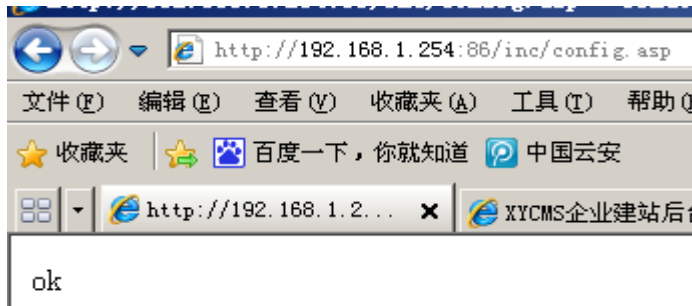 http://192.168.1.254:86/inc/config.asp
文件(F) 编辑(E) 查看(V) 收藏夹(A) 工具(T) 帮助(
收藏夹 百度一下，你就知道 中国云安
http://192.168.1.2... XYCMS企业建站后
ok